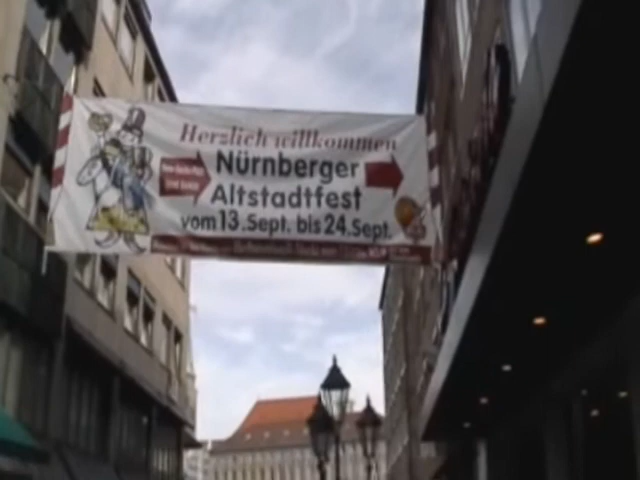 Herzlich willkommen
Nürnberger
Altstadtfest
vom 13. Sept. bis 24. Sept.